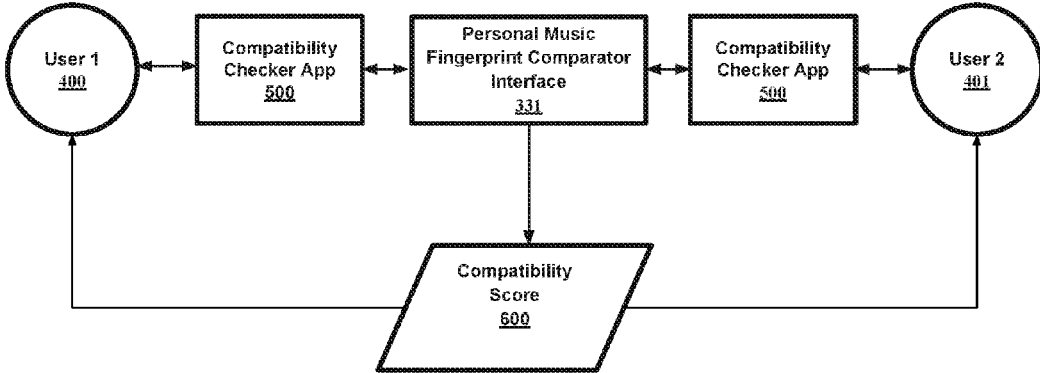 User 1
400
Compatibility
Checker App
500
Personal Music
Fingerprint Comparator
Interface
331
Compatibility
Checker App
500
User 2
401
Compatibility
Score
600